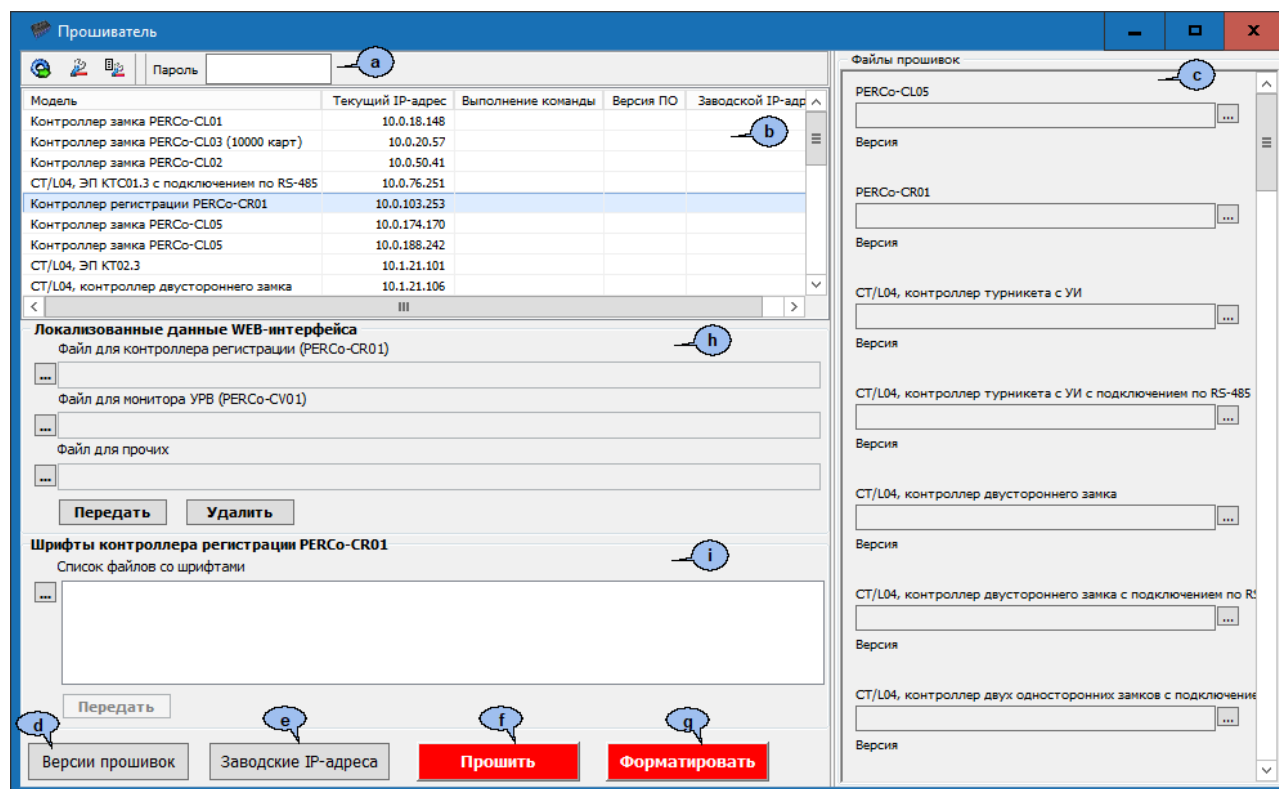 Прошиватель
Пароль
a
Модель Текущий IP-адрес Выполнение команды Версия ПО Заводской IP-адр
Контроллер замка PERCo-CL01 10.0.18.148
Контроллер замка PERCo-CL03 (10000 карт) 10.0.20.57
b
Контроллер замка PERCo-CL02 10.0.50.41
CT/L04, ЭП KTC01.3 с подключением по RS-485 10.0.76.251
Контроллер регистрации PERCo-CR01 10.0.103.253
Контроллер замка PERCo-CL05 10.0.174.170
Контроллер замка PERCo-CL05 10.0.188.242
CT/L04, ЭП KT02.3 10.1.21.101
CT/L04, контроллер двустороннего замка 10.1.21.106
Локализованные данные WEB-интерфейса
h
Файл для контроллера регистрации (PERCo-CR01)
...
Файл для монитора УРВ (PERCo-CV01)
...
Файл для прочих
...
Передать Удалить
Шрифты контроллера регистрации PERCo-CR01
i
Список файлов со шрифтами
...
Передать
d e f g
Версии прошивок Заводские IP-адреса Прошить Форматировать
Файлы прошивок
c
PERCo-CL05
...
Версия
PERCo-CR01
...
Версия
CT/L04, контроллер турникета с УИ
...
Версия
CT/L04, контроллер турникета с УИ с подключением по RS-485
...
Версия
CT/L04, контроллер двустороннего замка
...
Версия
CT/L04, контроллер двустороннего замка с подключением по RS
...
Версия
CT/L04, контроллер двух односторонних замков с подключение
...
Версия